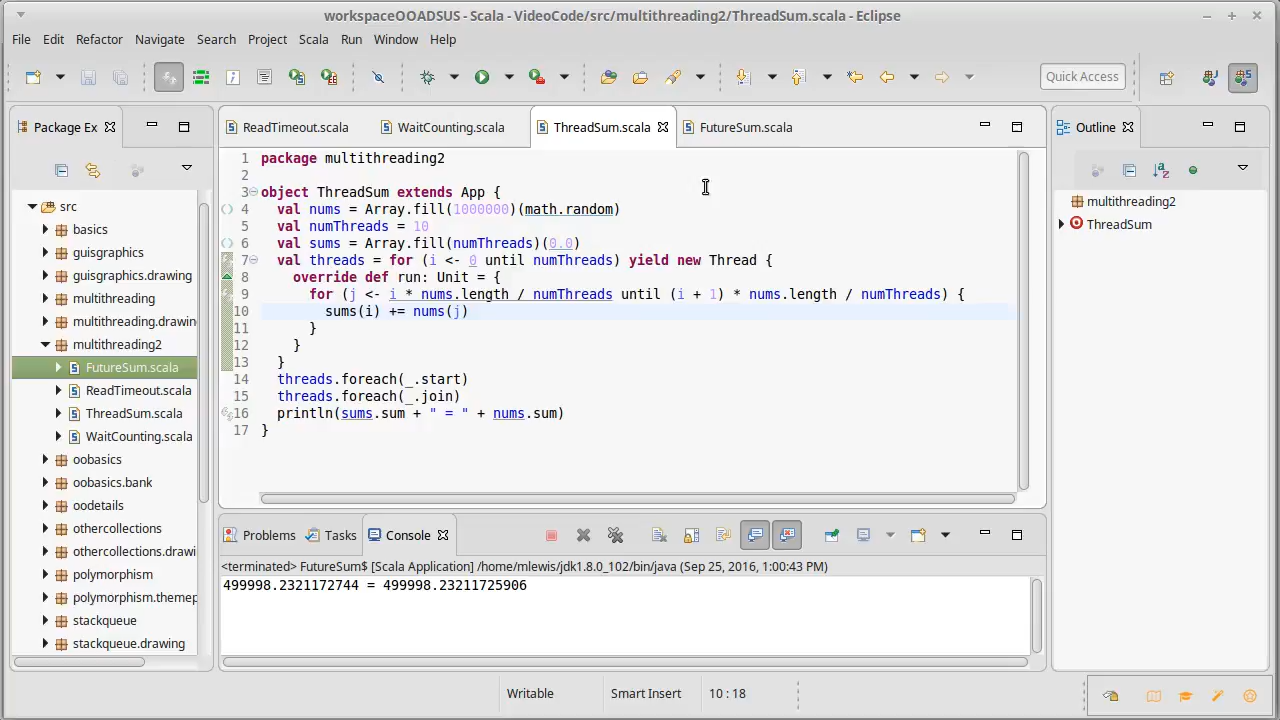 workspaceOOADSUS - Scala - VideoCode/src/multithreading2/ThreadSum.scala - Eclipse
File Edit Refactor Navigate Search Project Scala Run Window Help
Quick Access
Package Ex
src
basics
guisgraphics
guisgraphics.drawing
multithreading
multithreading.drawin
multithreading2
FutureSum.scala
ReadTimeout.scala
ThreadSum.scala
WaitCounting.scala
oobasics
oobasics.bank
oodetails
othercollections
othercollections.drawi
polymorphism
polymorphism.themep
stackqueue
stackqueue.drawing
ReadTimeout.scala WaitCounting.scala ThreadSum.scala FutureSum.scala
1 package multithreading2
2
3 object ThreadSum extends App {
4 val nums = Array.fill(1000000)(math.random)
5 val numThreads = 10
6 val sums = Array.fill(numThreads)(0.0)
7 val threads = for (i <- 0 until numThreads) yield new Thread {
8 override def run: Unit = {
9 for (j <- i * nums.length / numThreads until (i + 1) * nums.length / numThreads) {
10 sums(i) += nums(j)
11 }
12 }
13 }
14 threads.foreach(_.start)
15 threads.foreach(_.join)
16 println(sums.sum + " = " + nums.sum)
17 }
Outline
multithreading2
ThreadSum
Problems Tasks Console
<terminated> FutureSum$ [Scala Application] /home/mlewis/jdk1.8.0_102/bin/java (Sep 25, 2016, 1:00:43 PM)
499998.2321172744 = 499998.23211725906
Writable Smart Insert 10 : 18